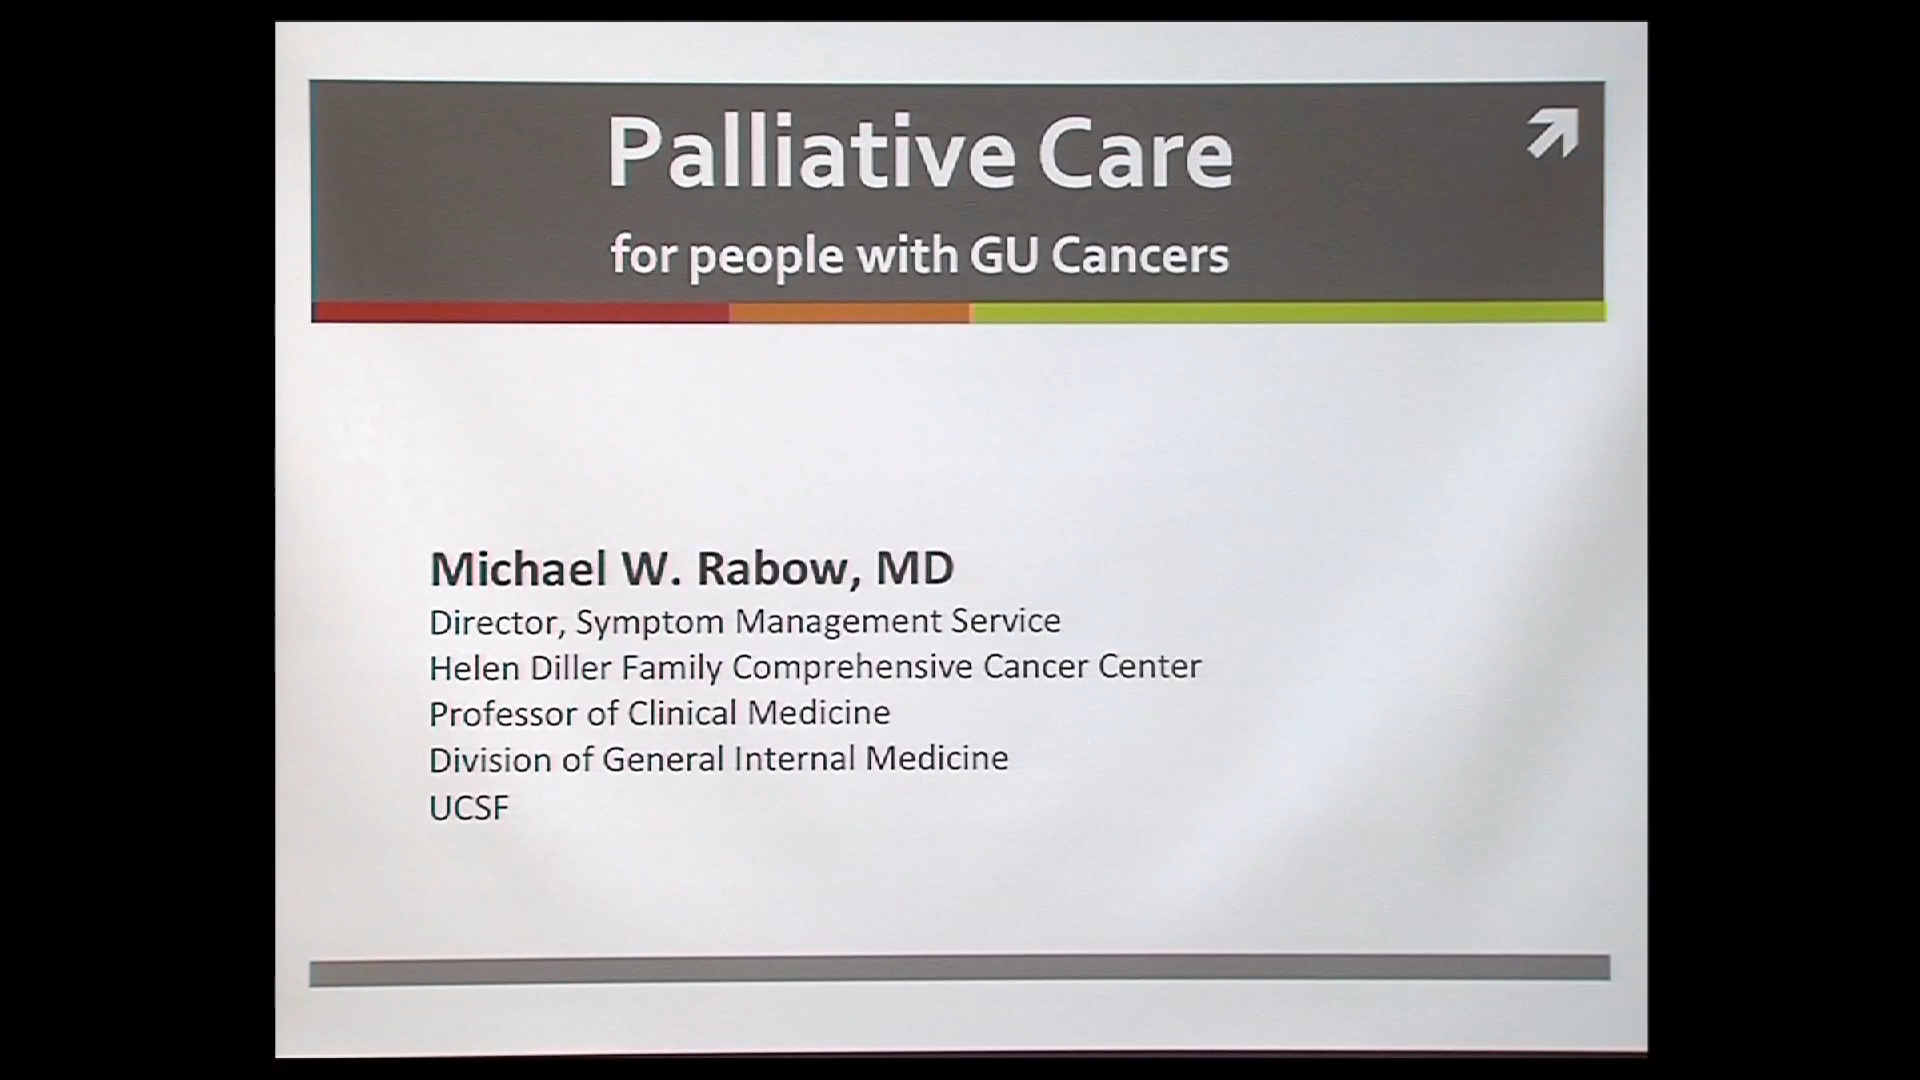 Palliative Care
for people with GU Cancers
Michael W. Rabow, MD
Director, Symptom Management Service
Helen Diller Family Comprehensive Cancer Center
Professor of Clinical Medicine
Division of General Internal Medicine
UCSF